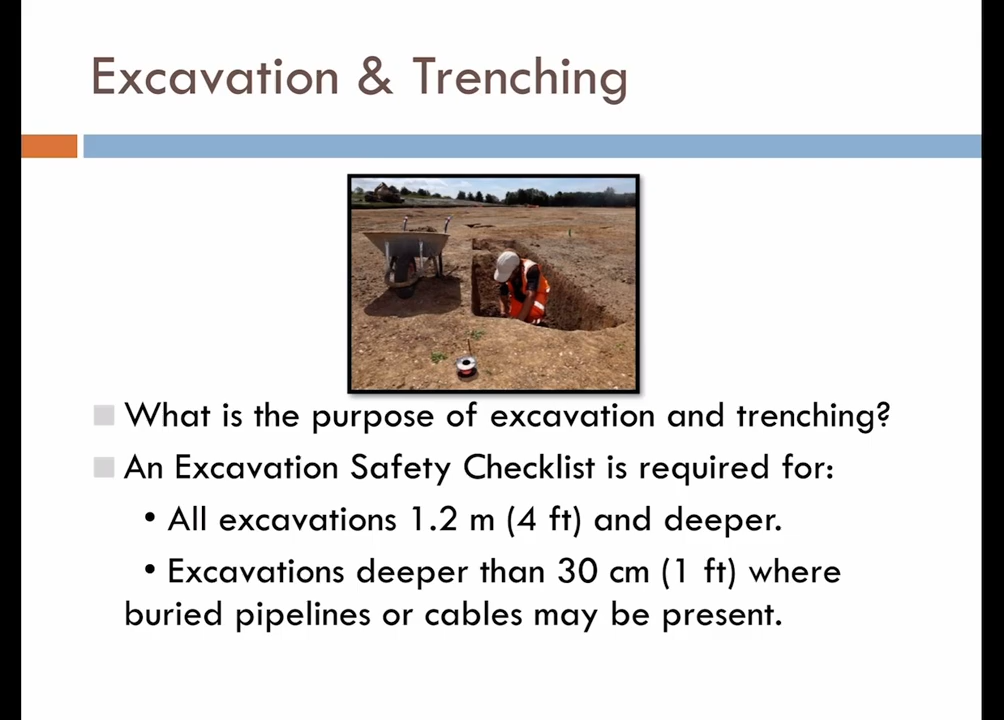 Excavation & Trenching
What is the purpose of excavation and trenching?
An Excavation Safety Checklist is required for:
• All excavations 1.2 m (4 ft) and deeper.
• Excavations deeper than 30 cm (1 ft) where
buried pipelines or cables may be present.